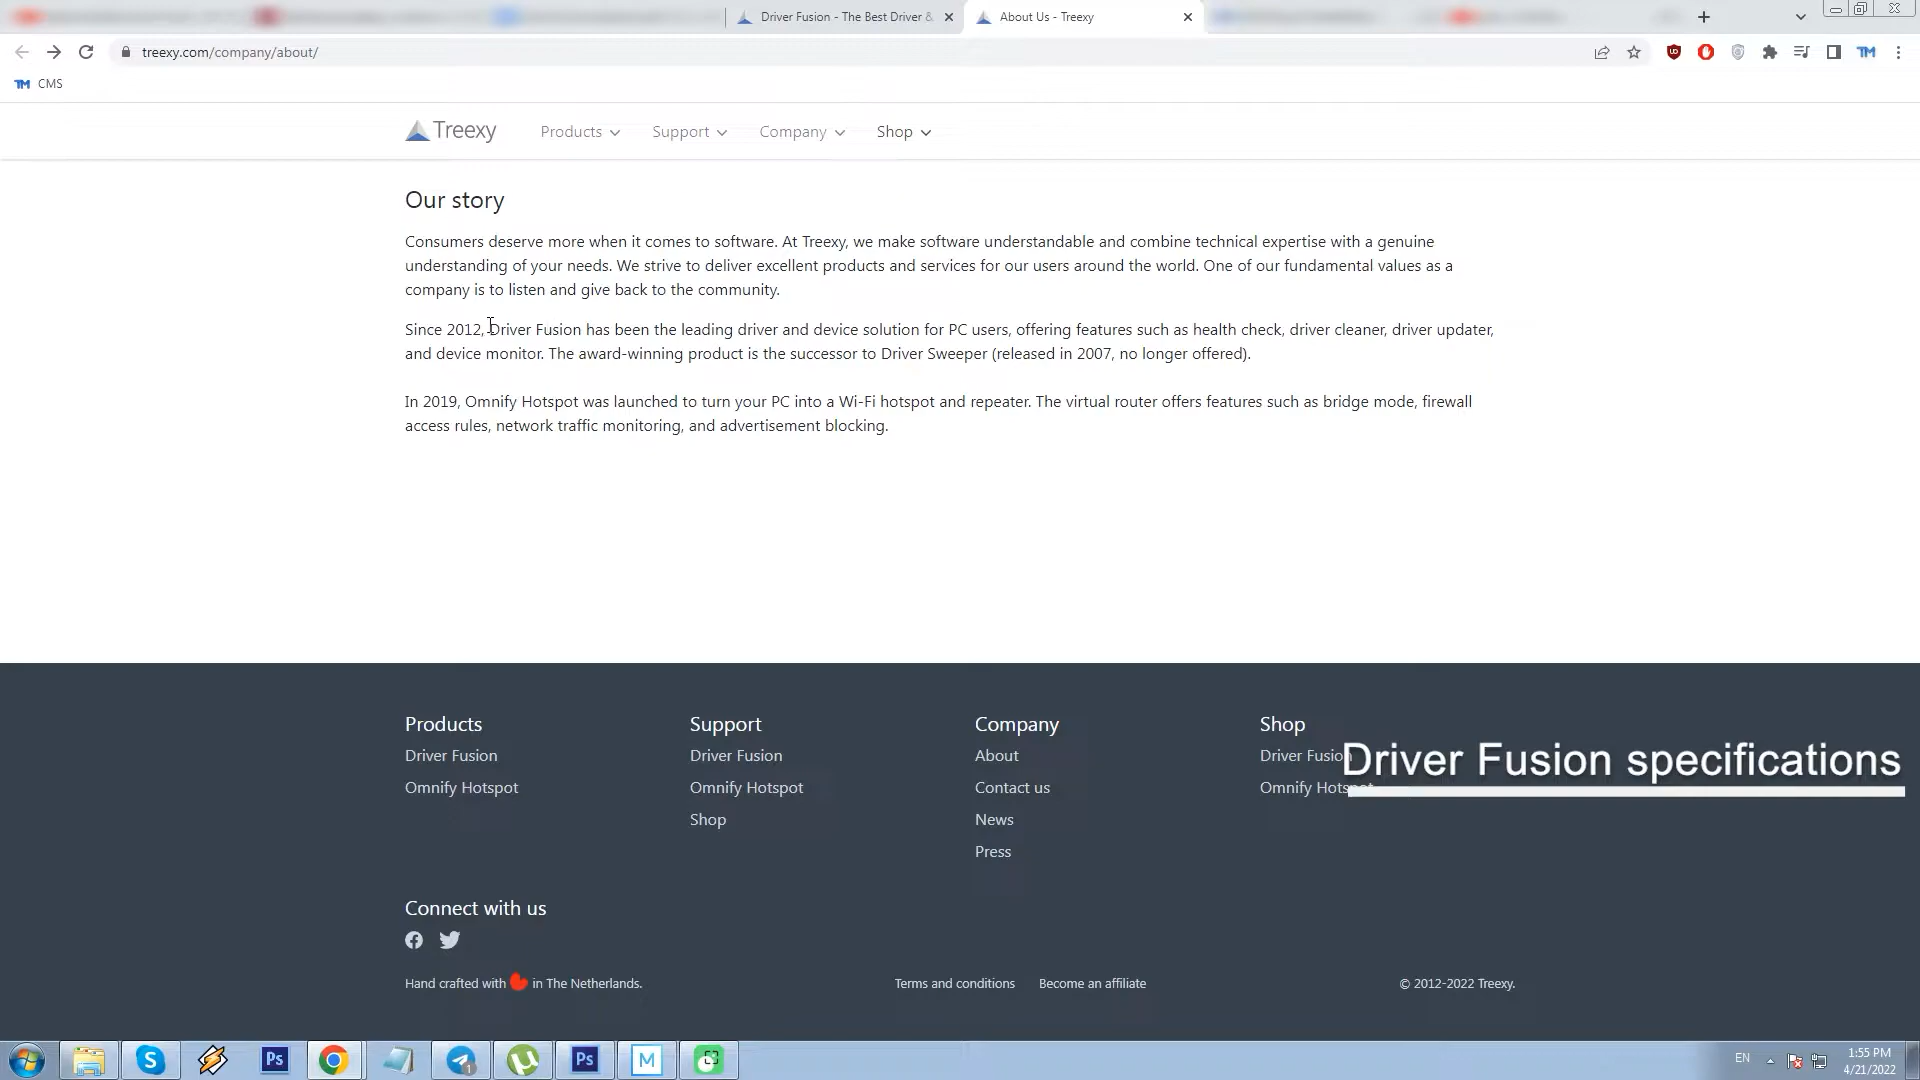 Driver Fusion - The Best Driver &
About Us - Treexy
treexy.com/company/about/
TM
TM CMS
Treexy
Products
Support
Company
Shop
Our story
Consumers deserve more when it comes to software. At Treexy, we make software understandable and combine technical expertise with a genuine
understanding of your needs. We strive to deliver excellent products and services for our users around the world. One of our fundamental values as a
company is to listen and give back to the community.
Since 2012, Driver Fusion has been the leading driver and device solution for PC users, offering features such as health check, driver cleaner, driver updater,
and device monitor. The award-winning product is the successor to Driver Sweeper (released in 2007, no longer offered).
In 2019, Omnify Hotspot was launched to turn your PC into a Wi-Fi hotspot and repeater. The virtual router offers features such as bridge mode, firewall
access rules, network traffic monitoring, and advertisement blocking.
Products
Driver Fusion
Omnify Hotspot
Support
Driver Fusion
Omnify Hotspot
Shop
Company
About
Contact us
News
Press
Shop
Driver Fusion
Omnify Hotspot
Driver Fusion specifications
Connect with us
Hand crafted with in The Netherlands.
Terms and conditions
Become an affiliate
© 2012-2022 Treexy.
S
Ps
1
µ
Ps
M
EN
1:55 PM
4/21/2022